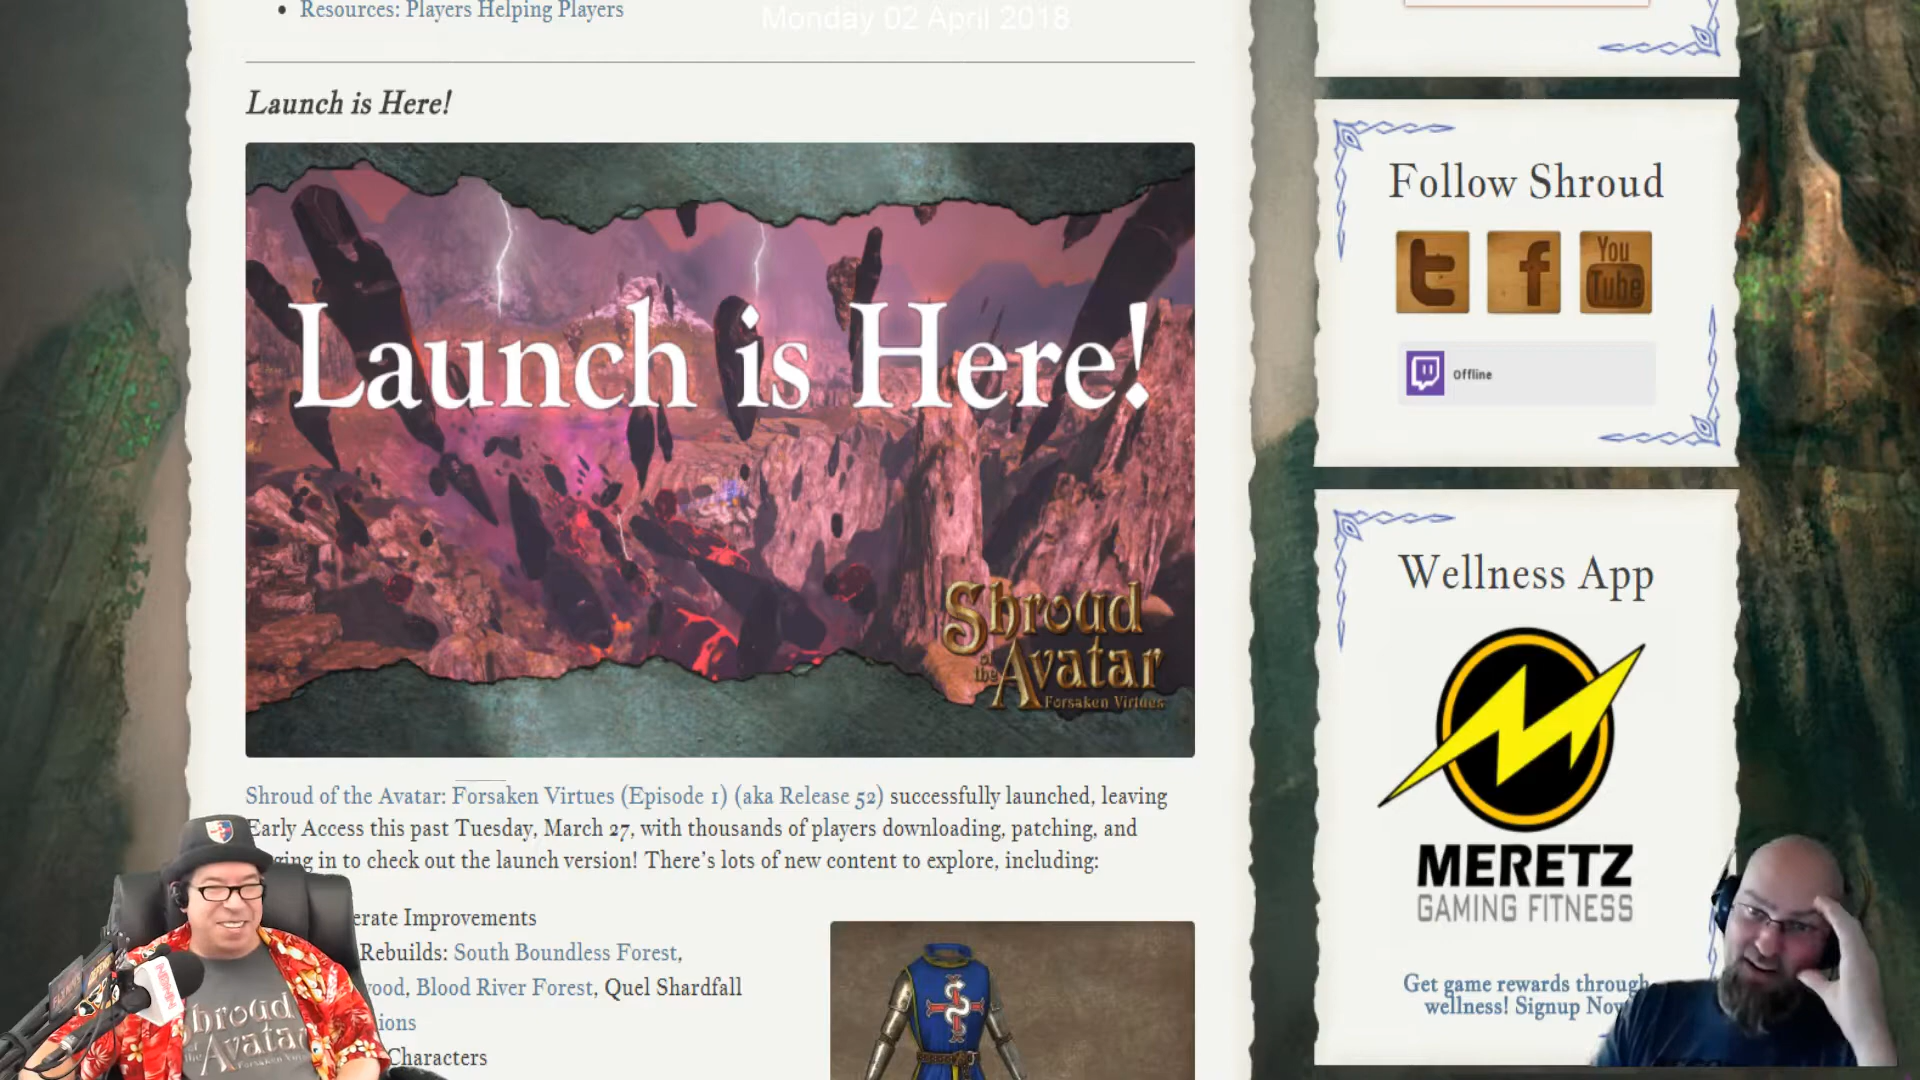 Resources: Players Helping Players
Monday 02 April 2018
Launch is Here!
Launch is Here!
Shroud
of the Avatar
Forsaken Virtues
Shroud of the Avatar: Forsaken Virtues (Episode 1) (aka Release 52) successfully launched, leaving
Early Access this past Tuesday, March 27, with thousands of players downloading, patching, and
in to check out the launch version! There's lots of new content to explore, including:
Improvements
Rebuilds: South Boundless Forest,
Blood River Forest, Quel Shardfall
Characters
Follow Shroud
You
Tube
Offline
Wellness App
MERETZ
GAMING FITNESS
Get game rewards through
wellness! Signup
Shroud
of the Avatar